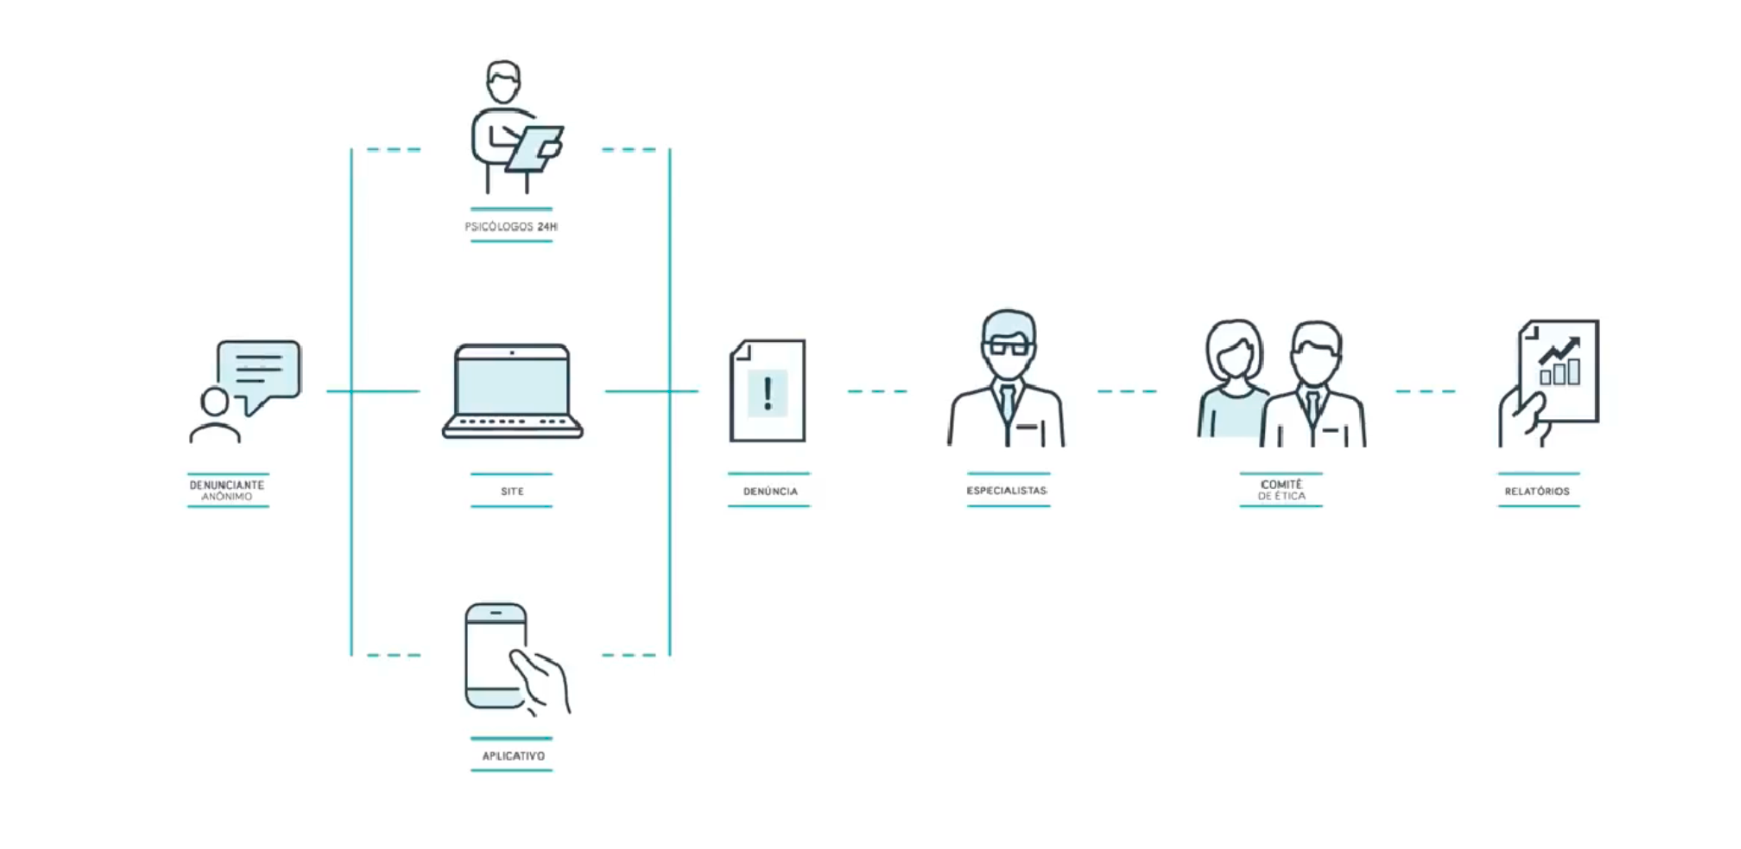 PSICÓLOGOS 24H
DENUNCIANTE
ANÔNIMO
SITE
DENÚNCIA
ESPECIALISTAS
COMITÊ
DE ÉTICA
RELATÓRIOS
APLICATIVO